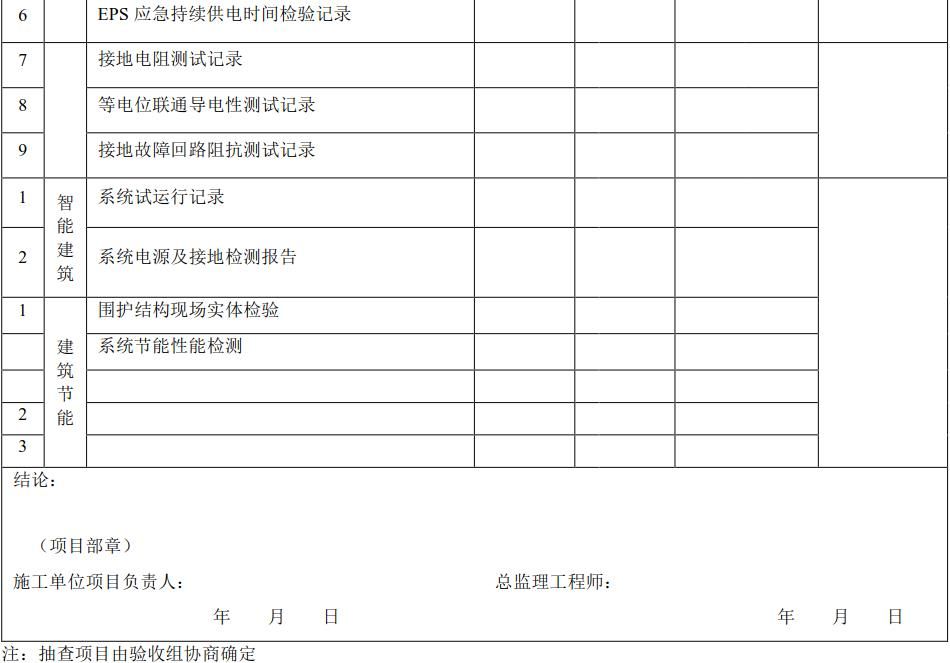 6 EPS 应急持续供电时间检验记录
7 接地电阻测试记录
8 等电位联通导电性测试记录
9 接地故障回路阻抗测试记录
智能建筑
1 系统试运行记录
2 系统电源及接地检测报告
建筑节能
1 围护结构现场实体检验
系统节能性能检测
2
3
结论：
（项目部章）
施工单位项目负责人： 总监理工程师：
年 月 日 年 月 日
注：抽查项目由验收组协商确定